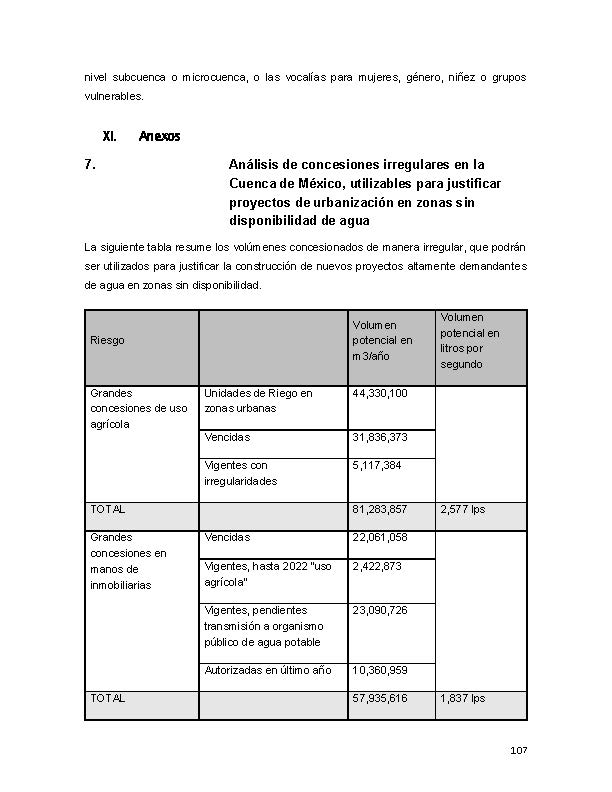 nivel subcuenca o microcuenca, o las vocalías para mujeres, género, niñez o grupos
vulnerables.
XI. Anexos
7. Análisis de concesiones irregulares en la
Cuenca de México, utilizables para justificar
proyectos de urbanización en zonas sin
disponibilidad de agua
La siguiente tabla resume los volúmenes concesionados de manera irregular, que podrán
ser utilizados para justificar la construcción de nuevos proyectos altamente demandantes
de agua en zonas sin disponibilidad.
Riesgo
Volumen
potencial en
m3/año
Volumen
potencial en
litros por
segundo
Grandes
concesiones de uso
agrícola
Unidades de Riego en
zonas urbanas
44,330,100
Vencidas 31,836,373
Vigentes con
irregularidades
5,117,384
TOTAL 81,283,857 2,577 lps
Grandes
concesiones en
manos de
inmobiliarias
Vencidas 22,061,058
Vigentes, hasta 2022 "uso
agrícola"
2,422,873
Vigentes, pendientes
transmisión a organismo
público de agua potable
23,090,726
Autorizadas en último año 10,360,959
TOTAL 57,935,616 1,837 lps
107